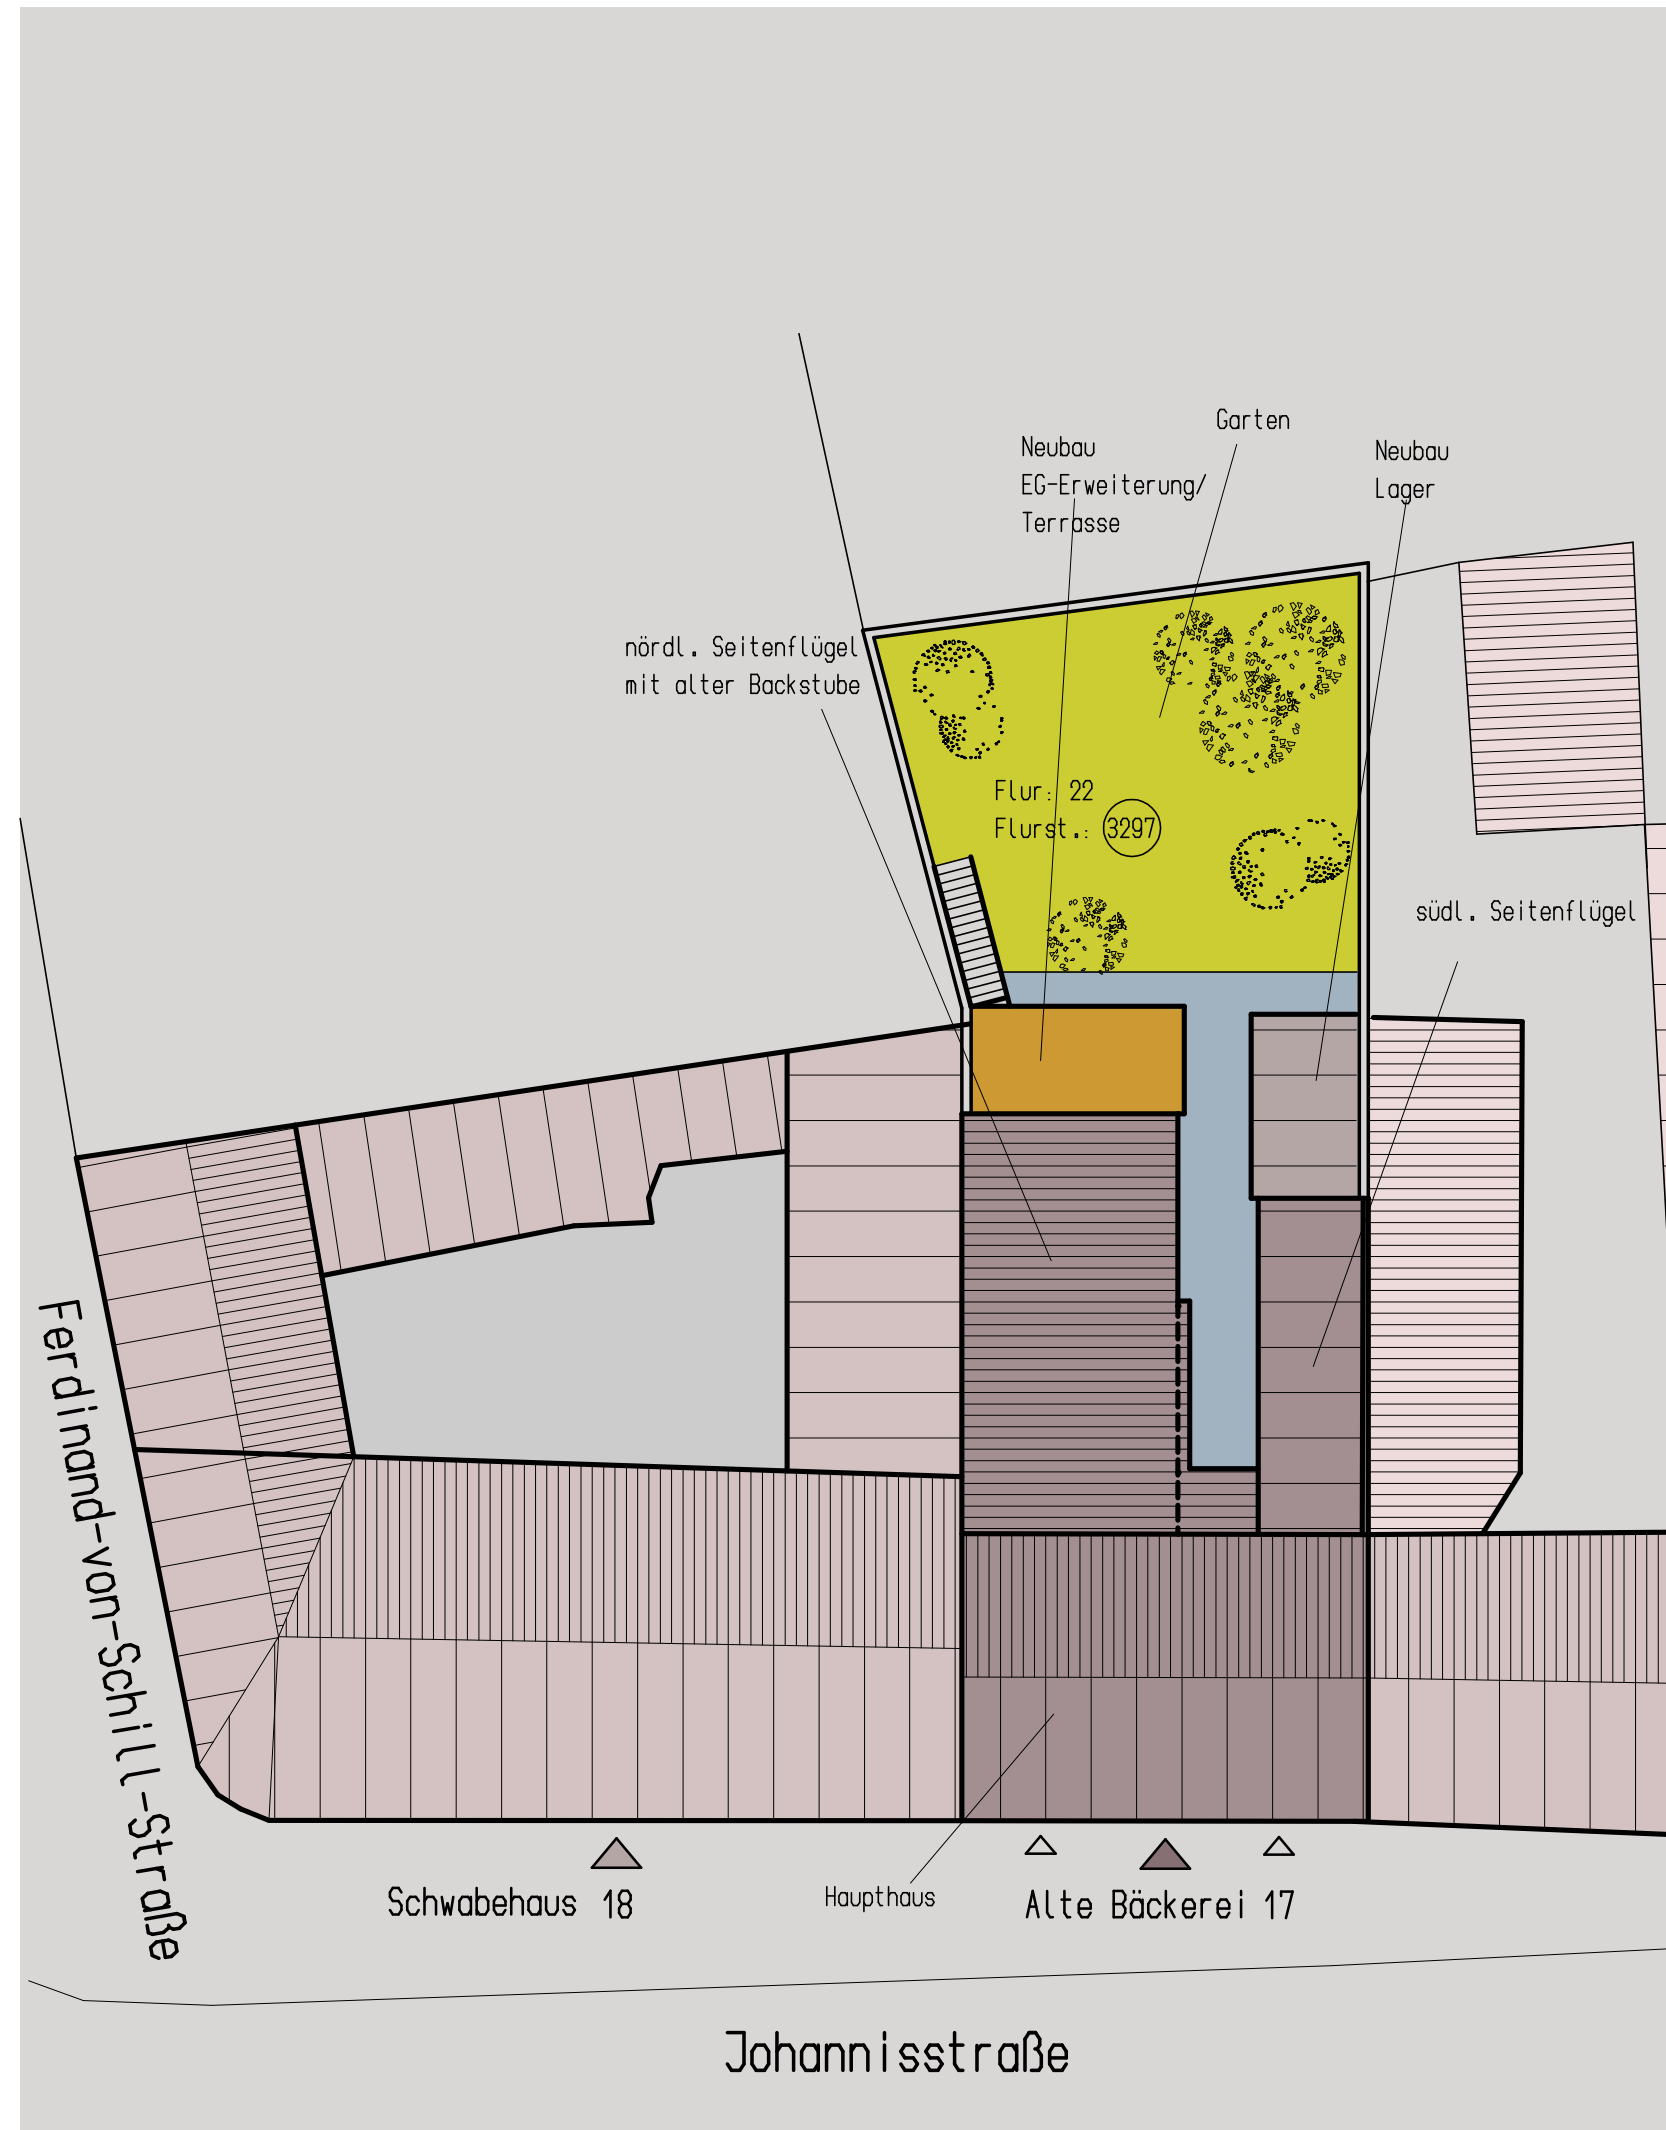 Garten
Neubau
EG-Erweiterung/
Terrasse
Neubau
Lager
nördl. Seitenflügel
mit alter Backstube
Flur: 22
Flurst.: 3297
südl. Seitenflügel
Ferdinand-von-Schill-Straße
Schwabehaus 18
Haupthaus
Alte Bäckerei 17
Johannisstraße